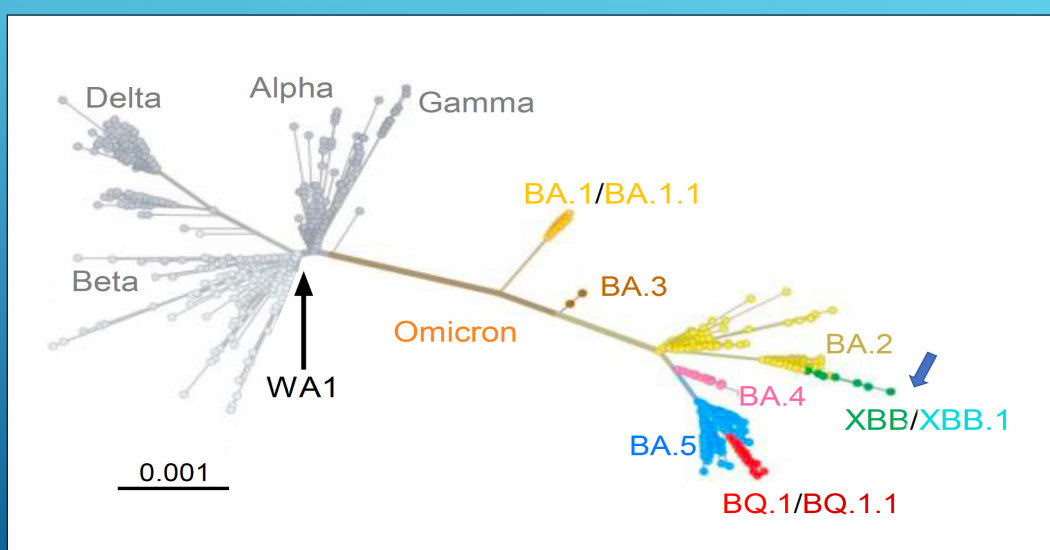 Alpha
Delta
Gamma
BA.1/BA.1.1
Beta
BA.3
Omicron
BA.2
WA1
BA.4
XBB/XBB.1
BA.5
0.001
BQ.1/BQ.1.1